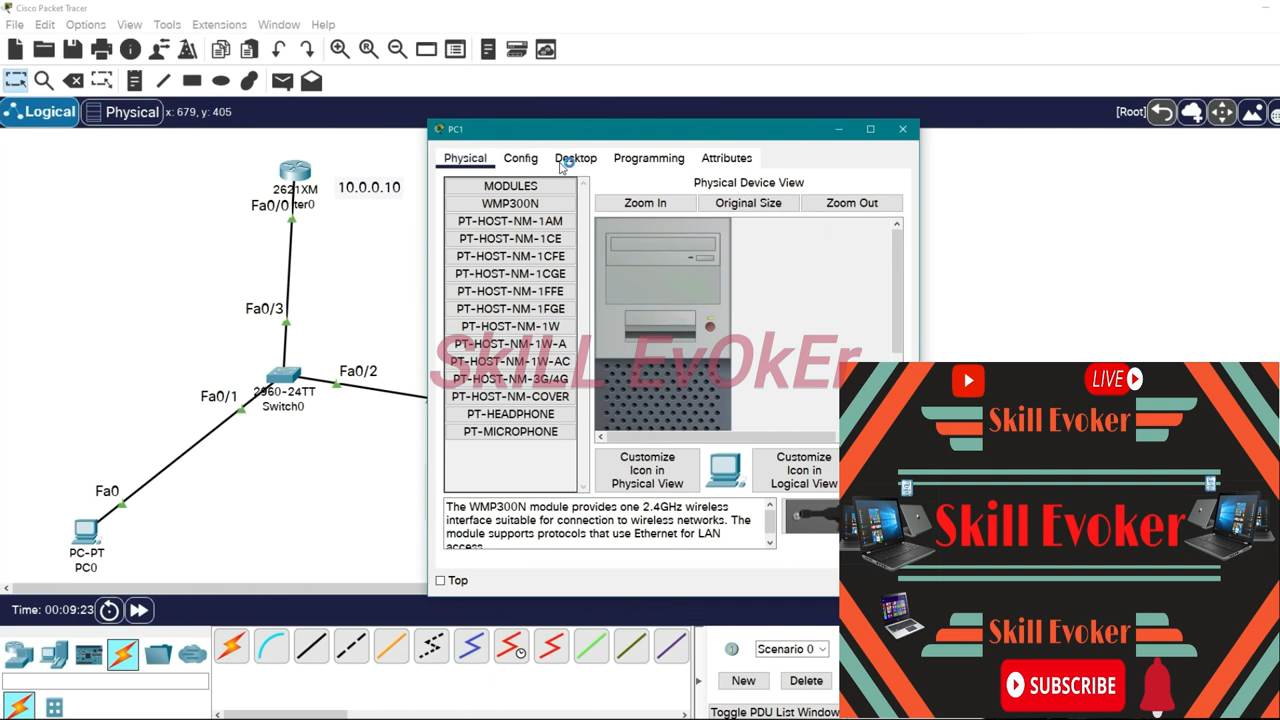 Cisco Packet Tracer
File Edit Options View Tools Extensions Window Help
Logical Physical x: 679, y: 405 [Root]
PC1
Physical Config Desktop Programming Attributes
MODULES
WMP300N
PT-HOST-NM-1AM
PT-HOST-NM-1CE
PT-HOST-NM-1CFE
PT-HOST-NM-1CGE
PT-HOST-NM-1FFE
PT-HOST-NM-1FGE
PT-HOST-NM-1W
PT-HOST-NM-1W-A
PT-HOST-NM-1W-AC
PT-HOST-NM-3G/4G
PT-HOST-NM-COVER
PT-HEADPHONE
PT-MICROPHONE
Physical Device View
Zoom In Original Size Zoom Out
Customize
Icon in
Physical View
Customize
Icon in
Logical View
The WMP300N module provides one 2.4GHz wireless
interface suitable for connection to wireless networks. The
module supports protocols that use Ethernet for LAN
access.
Top
2621XM
ter0
10.0.0.10
Fa0/0
Fa0/3
Fa0/2
Fa0/1
2960-24TT
Switch0
Fa0
PC-PT
PC0
SkILL EvOkEr
Time: 00:09:23
Scenario 0
New Delete
Toggle PDU List Window
LIVE
Skill Evoker
Skill Evoker
Skill Evoker
SUBSCRIBE